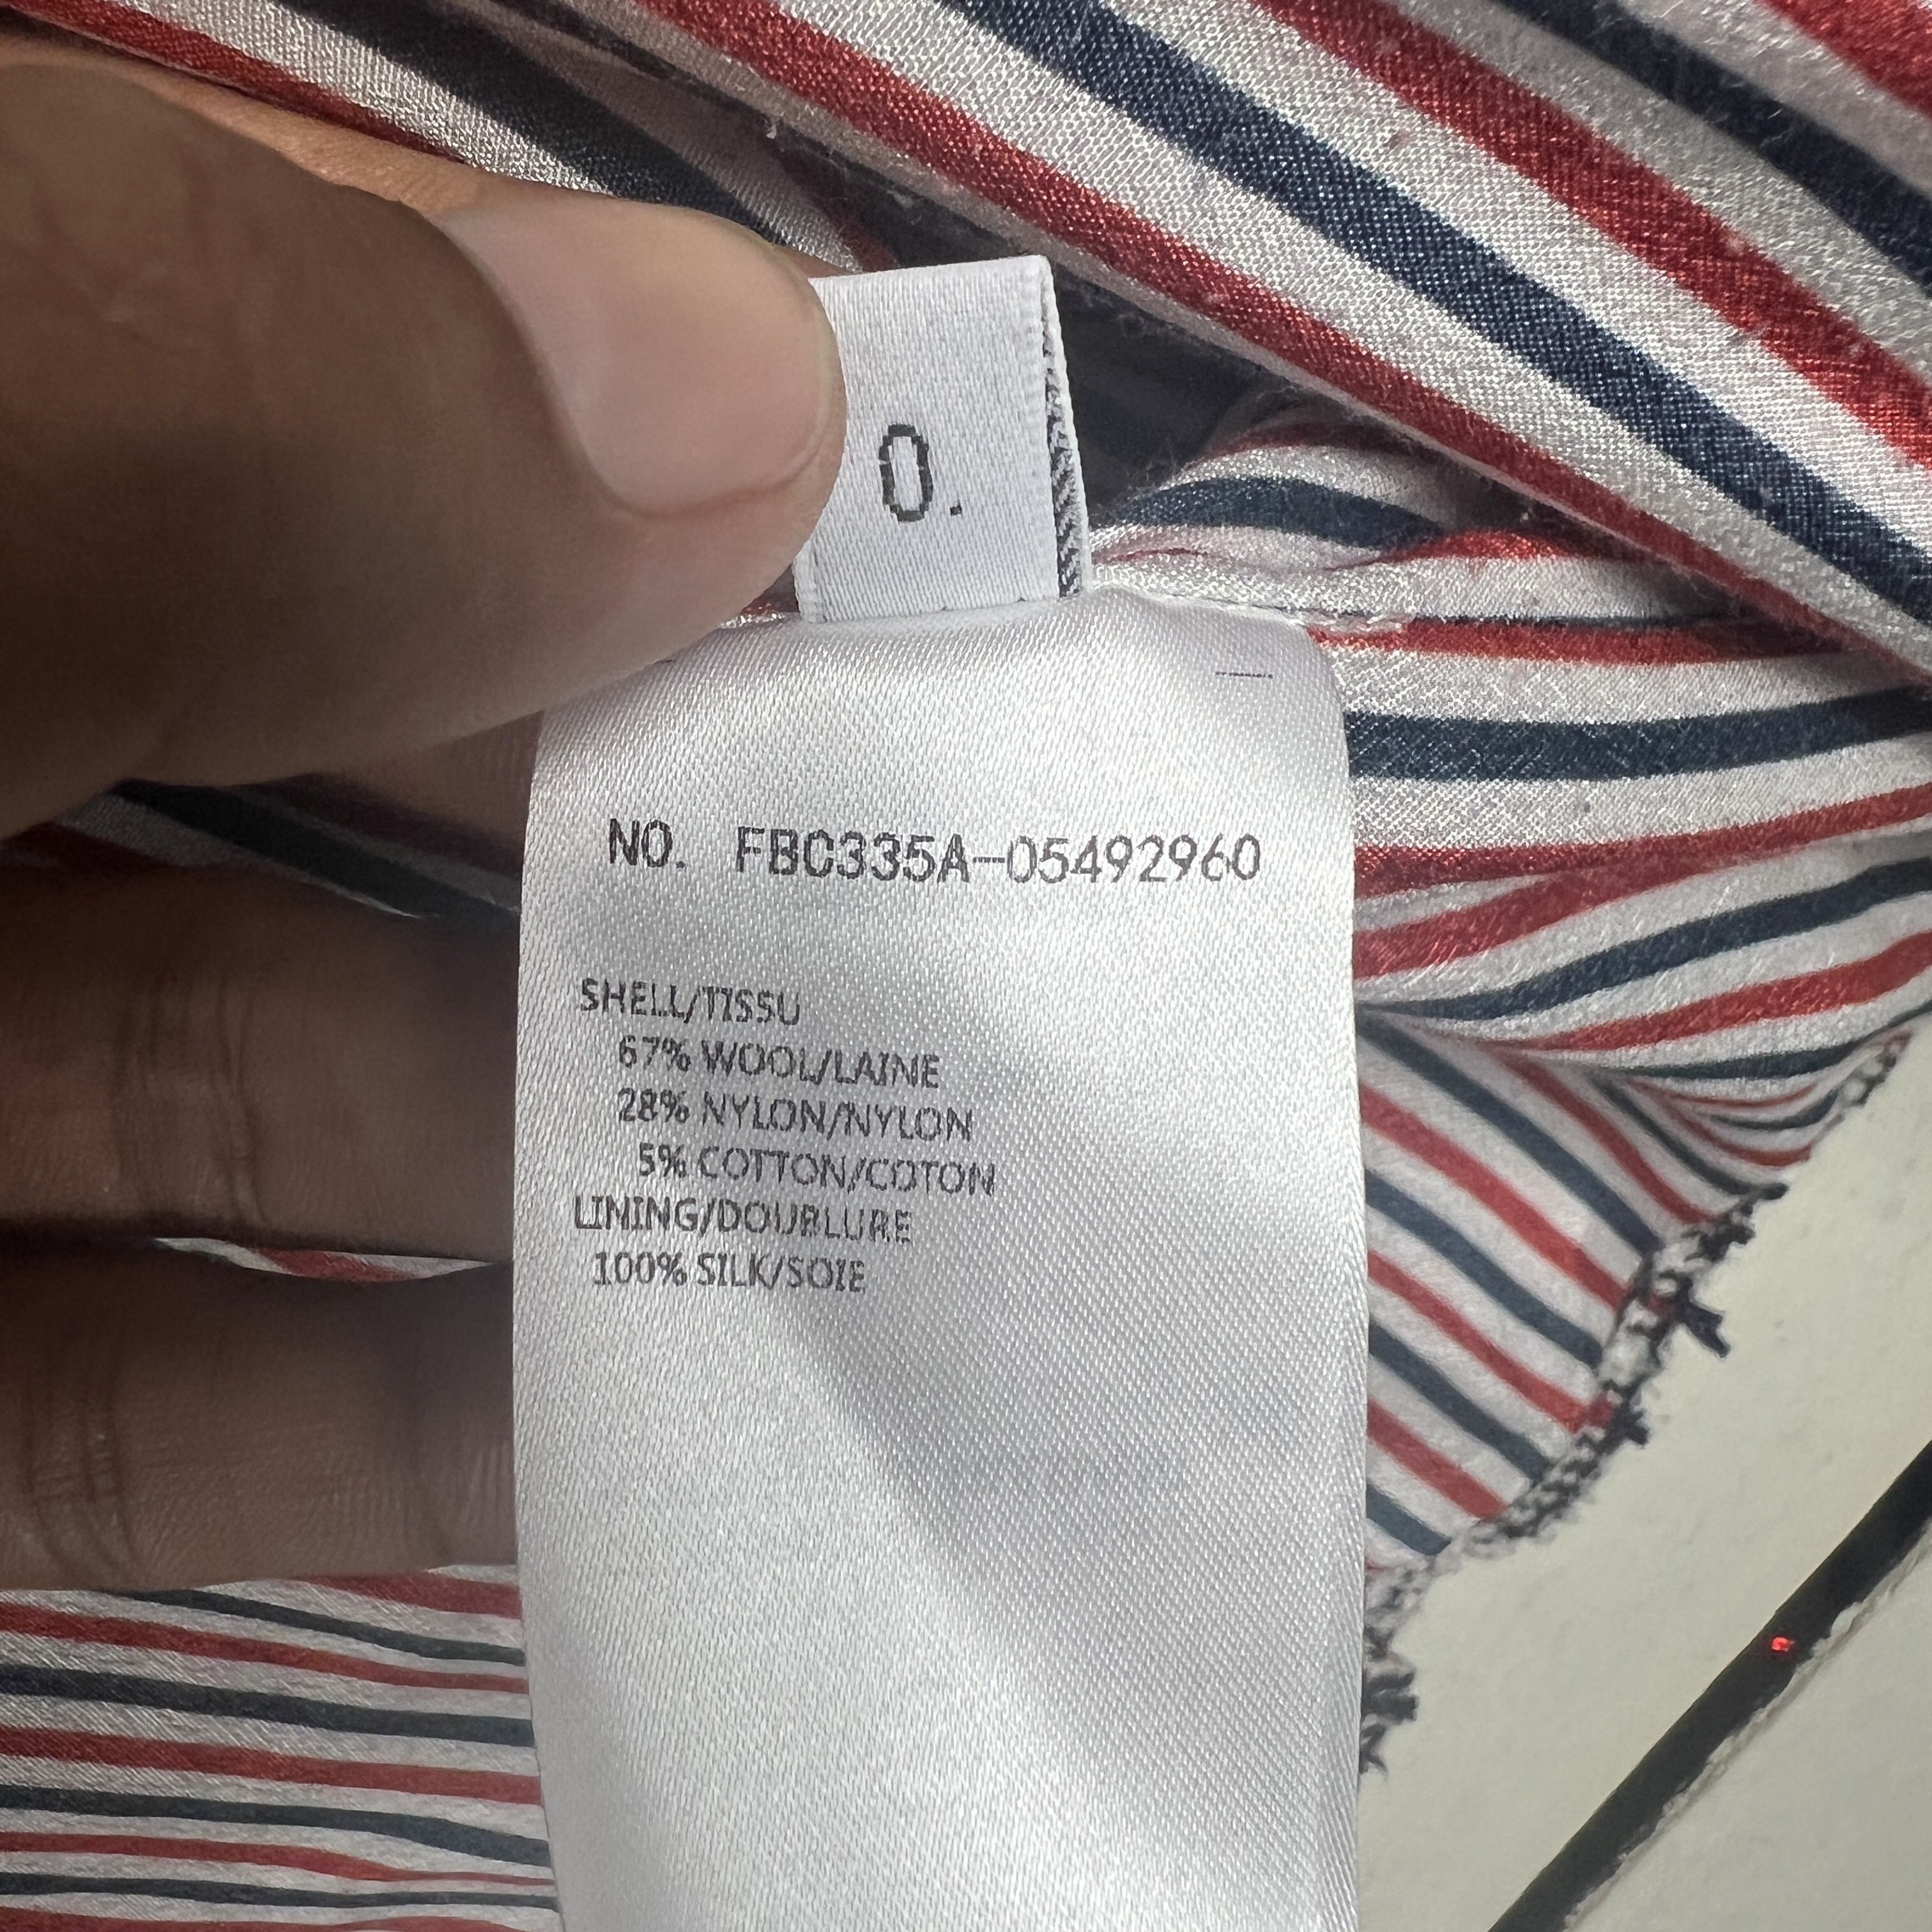 0.
NO. FBC335A-05492960
SHELL/TISSU
67% WOOL/LAINE
28% NYLON/NYLON
5% COTTON/COTON
LINING/DOUBLURE
100% SILK/SOIE